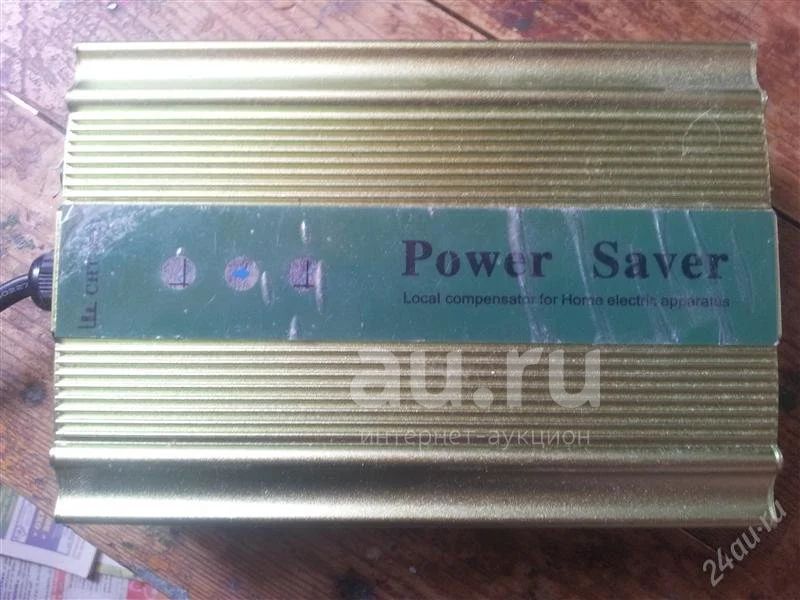 Power Saver
Local compensator for Home electric apparatus
au.ru
интернет-аукцион
24au.ru